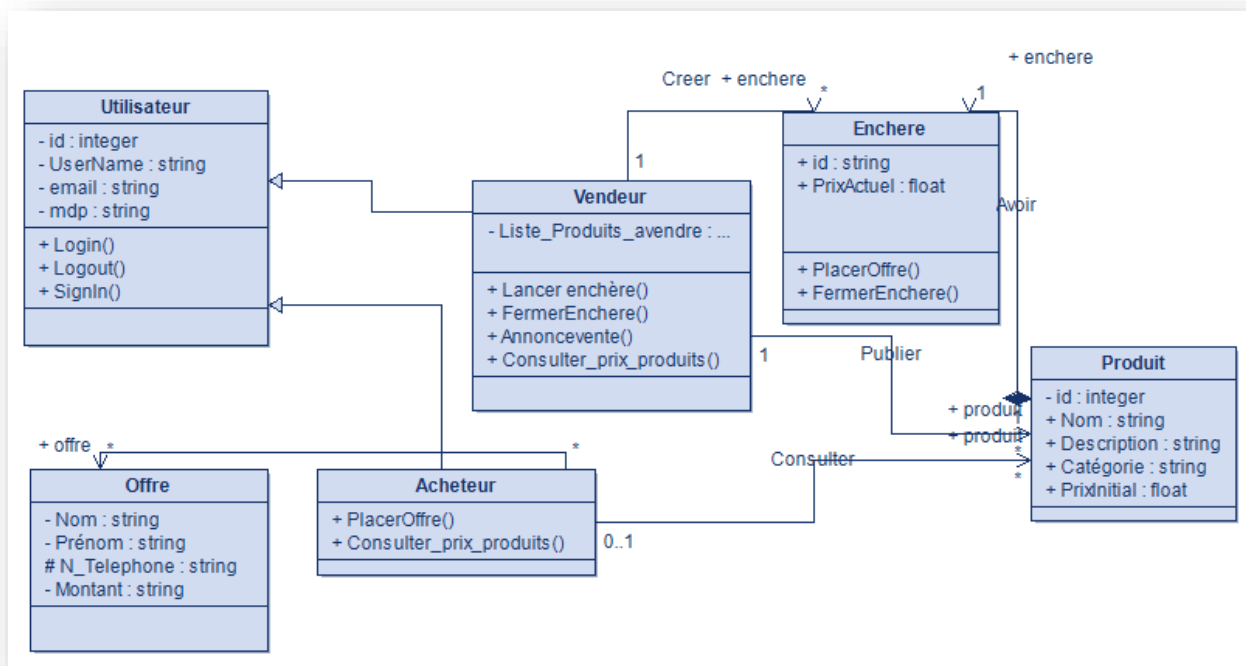 + enchere
Creer + enchere
*
1
Utilisateur
- id : integer
- UserName : string
- email : string
- mdp : string
+ Login()
+ Logout()
+ SignIn()
Enchere
+ id : string
+ PrixActuel : float
+ PlacerOffre()
+ FermerEnchere()
1
Vendeur
- Liste_Produits_avendre : ...
+ Lancer enchère()
+ FermerEnchere()
+ Annoncevente()
+ Consulter_prix_produits()
Avoir
1
Publier
Produit
- id : integer
+ Nom : string
+ Description : string
+ Catégorie : string
+ PrixInitial : float
+ produit
1
+ produit
*
*
+ offre
*
*
Consulter
Offre
- Nom : string
- Prénom : string
# N_Telephone : string
- Montant : string
Acheteur
+ PlacerOffre()
+ Consulter_prix_produits()
0..1